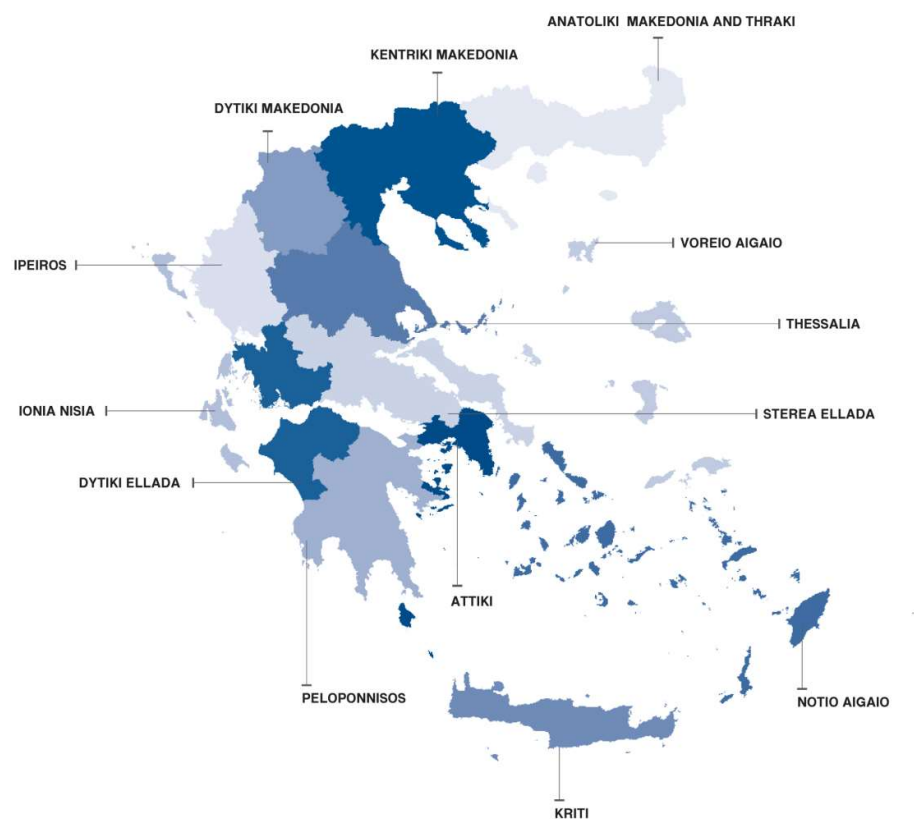 ANATOLIKI MAKEDONIA AND THRAKI
KENTRIKI MAKEDONIA
DYTIKI MAKEDONIA
VOREIO AIGAIO
IPEIROS
THESSALIA
IONIA NISIA
STEREA ELLADA
DYTIKI ELLADA
ATTIKI
PELOPONNISOS
NOTIO AIGAIO
KRITI